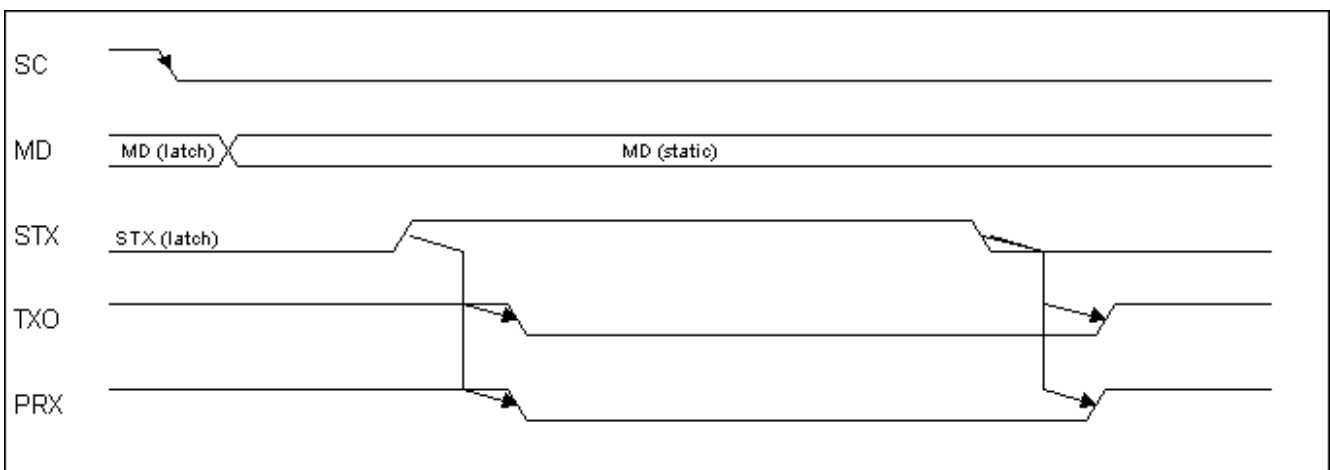 SC
MD
MD (latch)
MD (static)
STX
STX (latch)
TXO
PRX